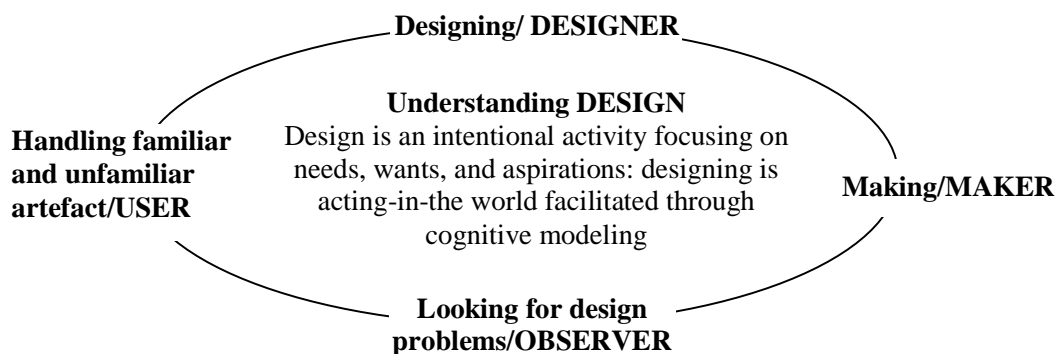 Designing/ DESIGNER
Understanding DESIGN
Design is an intentional activity focusing on
needs, wants, and aspirations: designing is
acting-in-the world facilitated through
cognitive modeling
Handling familiar
and unfamiliar
artefact/USER
Making/MAKER
Looking for design
problems/OBSERVER